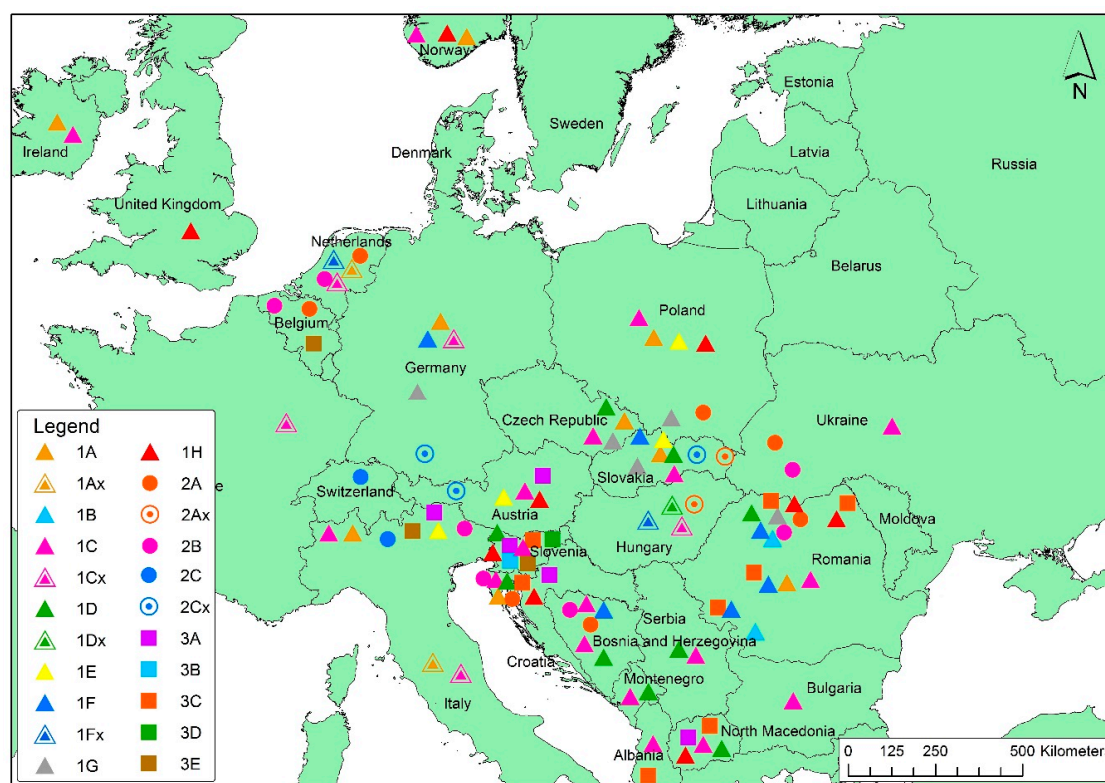 Norway
Estonia
N
Sweden
Ireland
Denmark
Latvia
Russia
Lithuania
United Kingdom
Netherlands
Belarus
Poland
Belgium
Germany
Czech Republic
Ukraine
Legend
1A
1H
1Ax
2A
1B
2Ax
1C
2B
1Cx
2C
1D
2Cx
1Dx
3A
1E
3B
1F
3C
1Fx
3D
1G
3E
e
Slovakia
Switzerland
Austria
Moldova
Slovenia
Hungary
Romania
Serbia
Bosnia and Herzegovina
Croatia
Montenegro
Bulgaria
Italy
North Macedonia
Albania
0 125 250 500 Kilometer